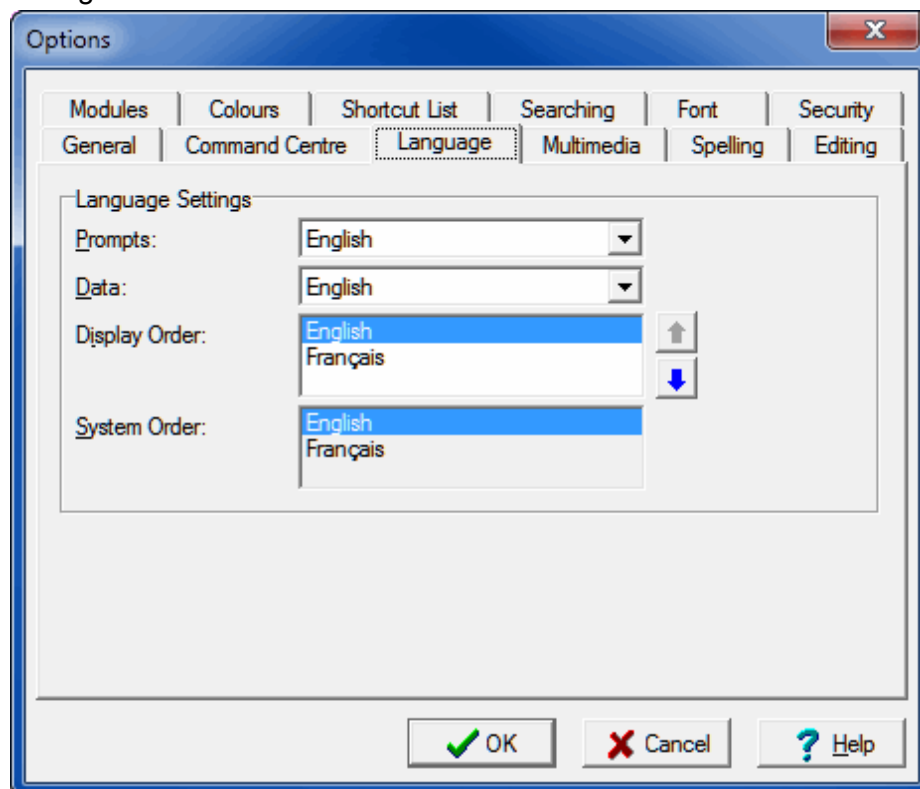 Options
Modules Colours Shortcut List Searching Font Security
General Command Centre Language Multimedia Spelling Editing
Language Settings
Prompts: English
Data: English
Display Order: English
Français
System Order: English
Français
OK Cancel Help